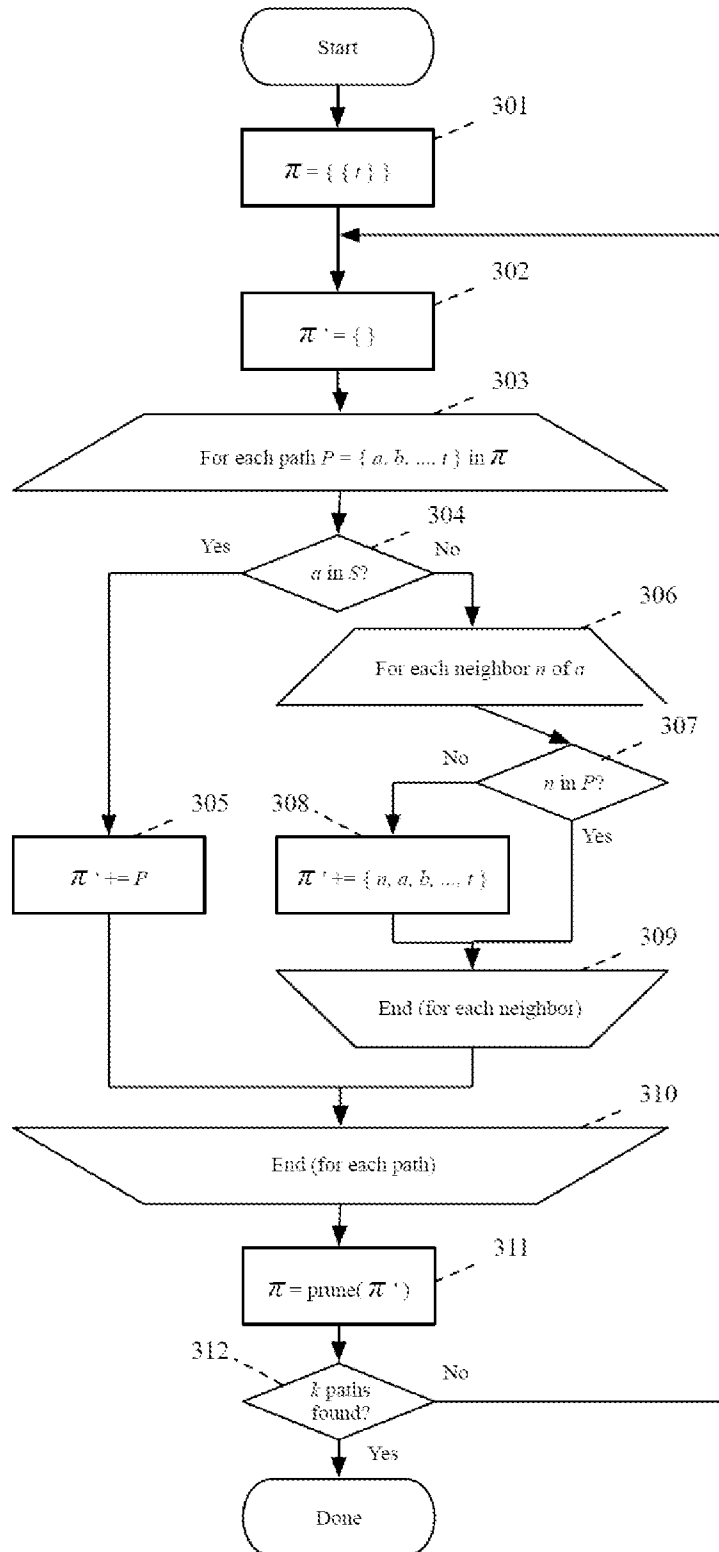 Start
301
π = { { t } }
302
π ' = { }
303
For each path P = { a, b, ..., t } in π
304
Yes
No
a in S?
306
For each neighbor n of a
307
No
n in P?
305
308
Yes
π ' += P
π ' += { n, a, b, ..., t }
309
End (for each neighbor)
310
End (for each path)
311
π = prune( π ' )
312
No
k paths
found?
Yes
Done